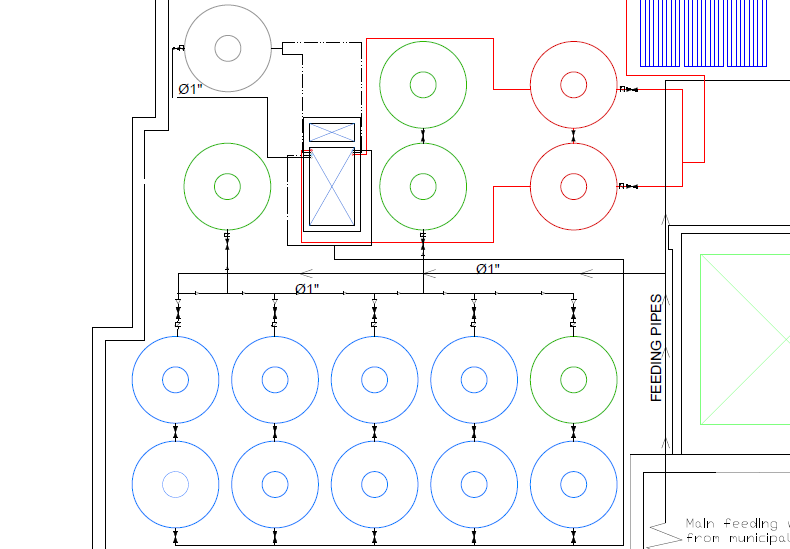 Ø1"
Ø1"
Ø1"
FEEDING PIPES
Main feeding
from municipal